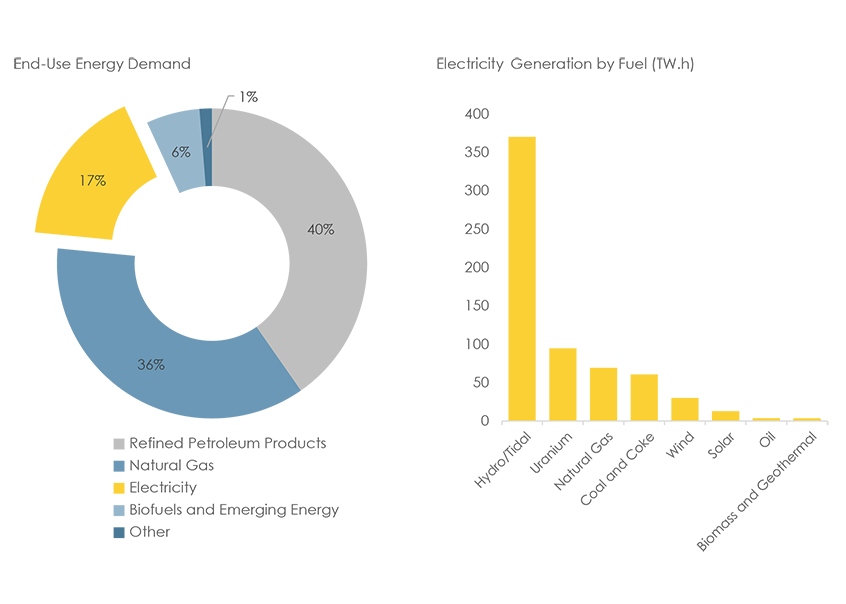 End-Use Energy Demand
1%
6%
17%
40%
36%
Refined Petroleum Products
Natural Gas
Electricity
Biofuels and Emerging Energy
Other
Electricity Generation by Fuel (TW.h)
400
350
300
250
200
150
100
50
0
Hydro/Tidal
Uranium
Natural Gas
Coal and Coke
Wind
Solar
Oil
Biomass and Geothermal